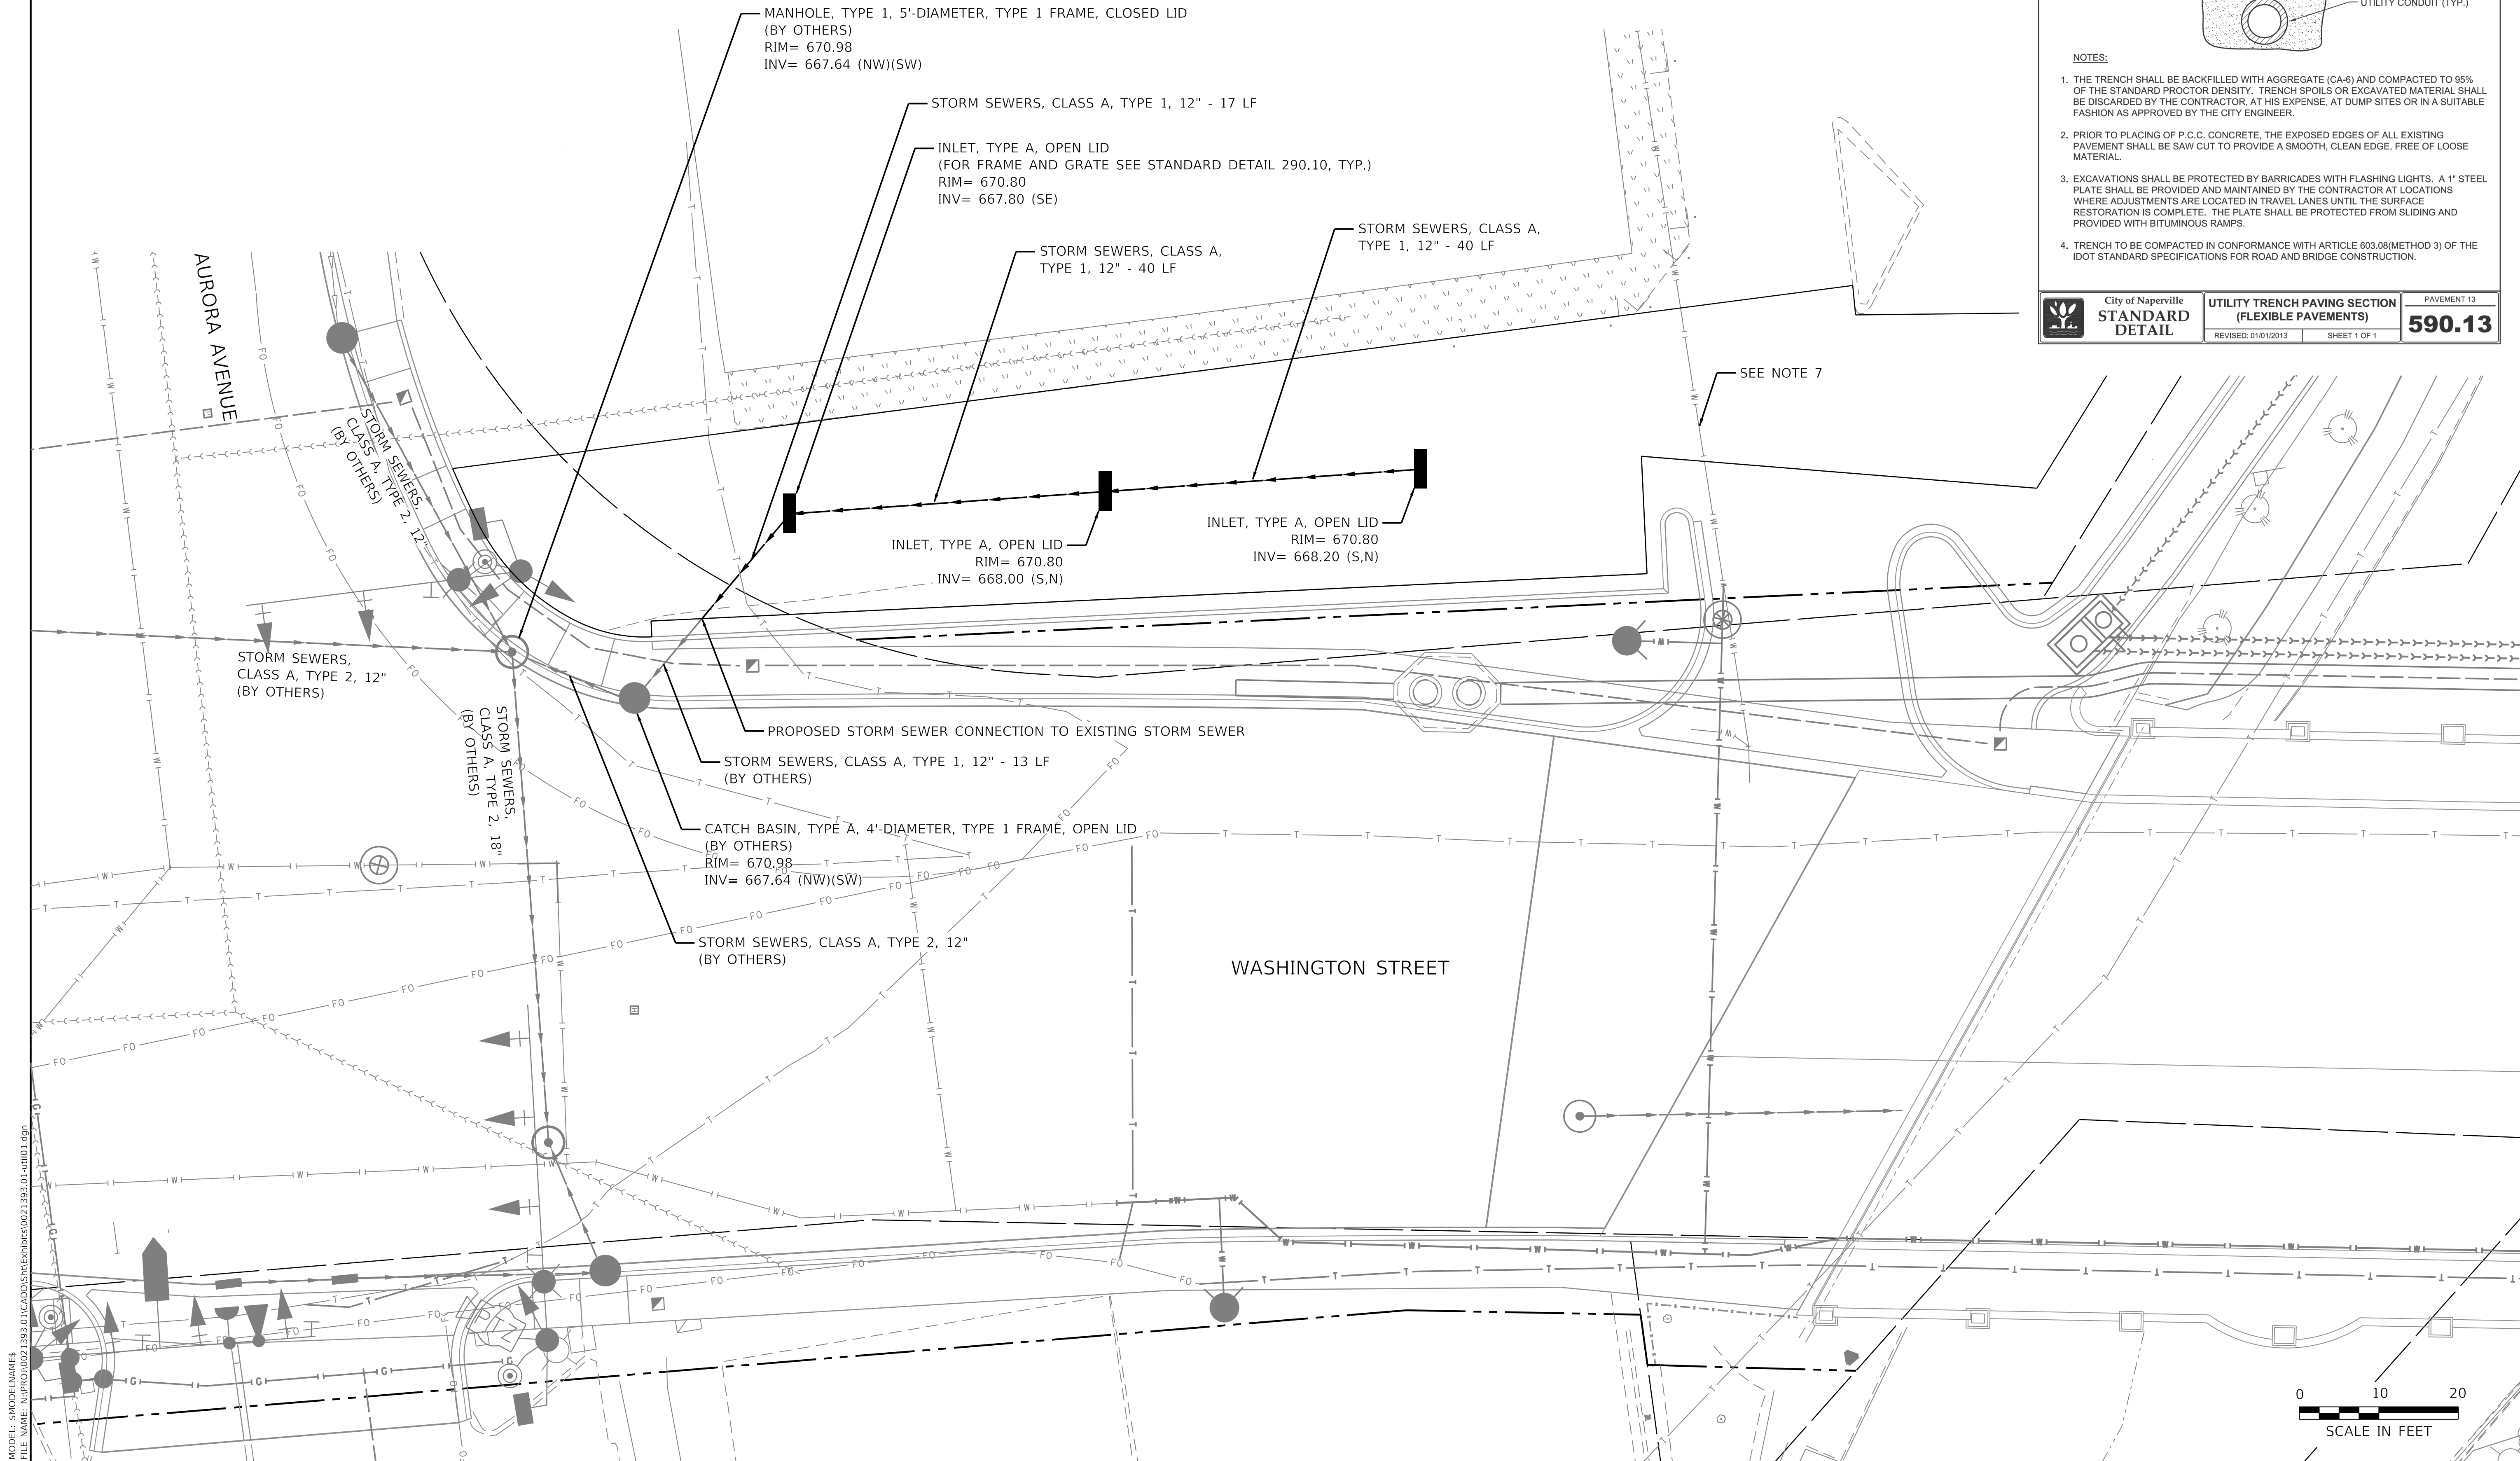 MANHOLE, TYPE 1, 5'-DIAMETER, TYPE 1 FRAME, CLOSED LID
(BY OTHERS)
RIM= 670.98
INV= 667.64 (NW)(SW)
STORM SEWERS, CLASS A, TYPE 1, 12" - 17 LF
INLET, TYPE A, OPEN LID
(FOR FRAME AND GRATE SEE STANDARD DETAIL 290.10, TYP.)
RIM= 670.80
INV= 667.80 (SE)
STORM SEWERS, CLASS A,
TYPE 1, 12" - 40 LF
STORM SEWERS, CLASS A,
TYPE 1, 12" - 40 LF
UTILITY CONDUIT (TYP.)
NOTES:
1. THE TRENCH SHALL BE BACKFILLED WITH AGGREGATE (CA-6) AND COMPACTED TO 95%
OF THE STANDARD PROCTOR DENSITY. TRENCH SPOILS OR EXCAVATED MATERIAL SHALL
BE DISCARDED BY THE CONTRACTOR, AT HIS EXPENSE, AT DUMP SITES OR IN A SUITABLE
FASHION AS APPROVED BY THE CITY ENGINEER.
2. PRIOR TO PLACING OF P.C.C. CONCRETE, THE EXPOSED EDGES OF ALL EXISTING
PAVEMENT SHALL BE SAW CUT TO PROVIDE A SMOOTH, CLEAN EDGE, FREE OF LOOSE
MATERIAL.
3. EXCAVATIONS SHALL BE PROTECTED BY BARRICADES WITH FLASHING LIGHTS. A 1" STEEL
PLATE SHALL BE PROVIDED AND MAINTAINED BY THE CONTRACTOR AT LOCATIONS
WHERE ADJUSTMENTS ARE LOCATED IN TRAVEL LANES UNTIL THE SURFACE
RESTORATION IS COMPLETE. THE PLATE SHALL BE PROTECTED FROM SLIDING AND
PROVIDED WITH BITUMINOUS RAMPS.
4. TRENCH TO BE COMPACTED IN CONFORMANCE WITH ARTICLE 603.08(METHOD 3) OF THE
IDOT STANDARD SPECIFICATIONS FOR ROAD AND BRIDGE CONSTRUCTION.
City of Naperville
STANDARD
DETAIL
UTILITY TRENCH PAVING SECTION
(FLEXIBLE PAVEMENTS)
REVISED: 01/01/2013
SHEET 1 OF 1
PAVEMENT 13
590.13
AURORA AVENUE
SEE NOTE 7
STORM SEWERS,
CLASS A, TYPE 2, 12"
(BY OTHERS)
INLET, TYPE A, OPEN LID
RIM= 670.80
INV= 668.00 (S,N)
INLET, TYPE A, OPEN LID
RIM= 670.80
INV= 668.20 (S,N)
STORM SEWERS,
CLASS A, TYPE 2, 12"
(BY OTHERS)
STORM SEWERS,
CLASS A, TYPE 2, 18"
(BY OTHERS)
PROPOSED STORM SEWER CONNECTION TO EXISTING STORM SEWER
STORM SEWERS, CLASS A, TYPE 1, 12" - 13 LF
(BY OTHERS)
CATCH BASIN, TYPE A, 4'-DIAMETER, TYPE 1 FRAME, OPEN LID
(BY OTHERS)
RIM= 670.98
INV= 667.64 (NW)(SW)
STORM SEWERS, CLASS A, TYPE 2, 12"
(BY OTHERS)
WASHINGTON STREET
0 10 20
SCALE IN FEET
MODEL: $MODELNAME$
FILE NAME: N:\PROJ\0021393.01\CADD\Sht\Exhibits\0021393.01-util01.dgn